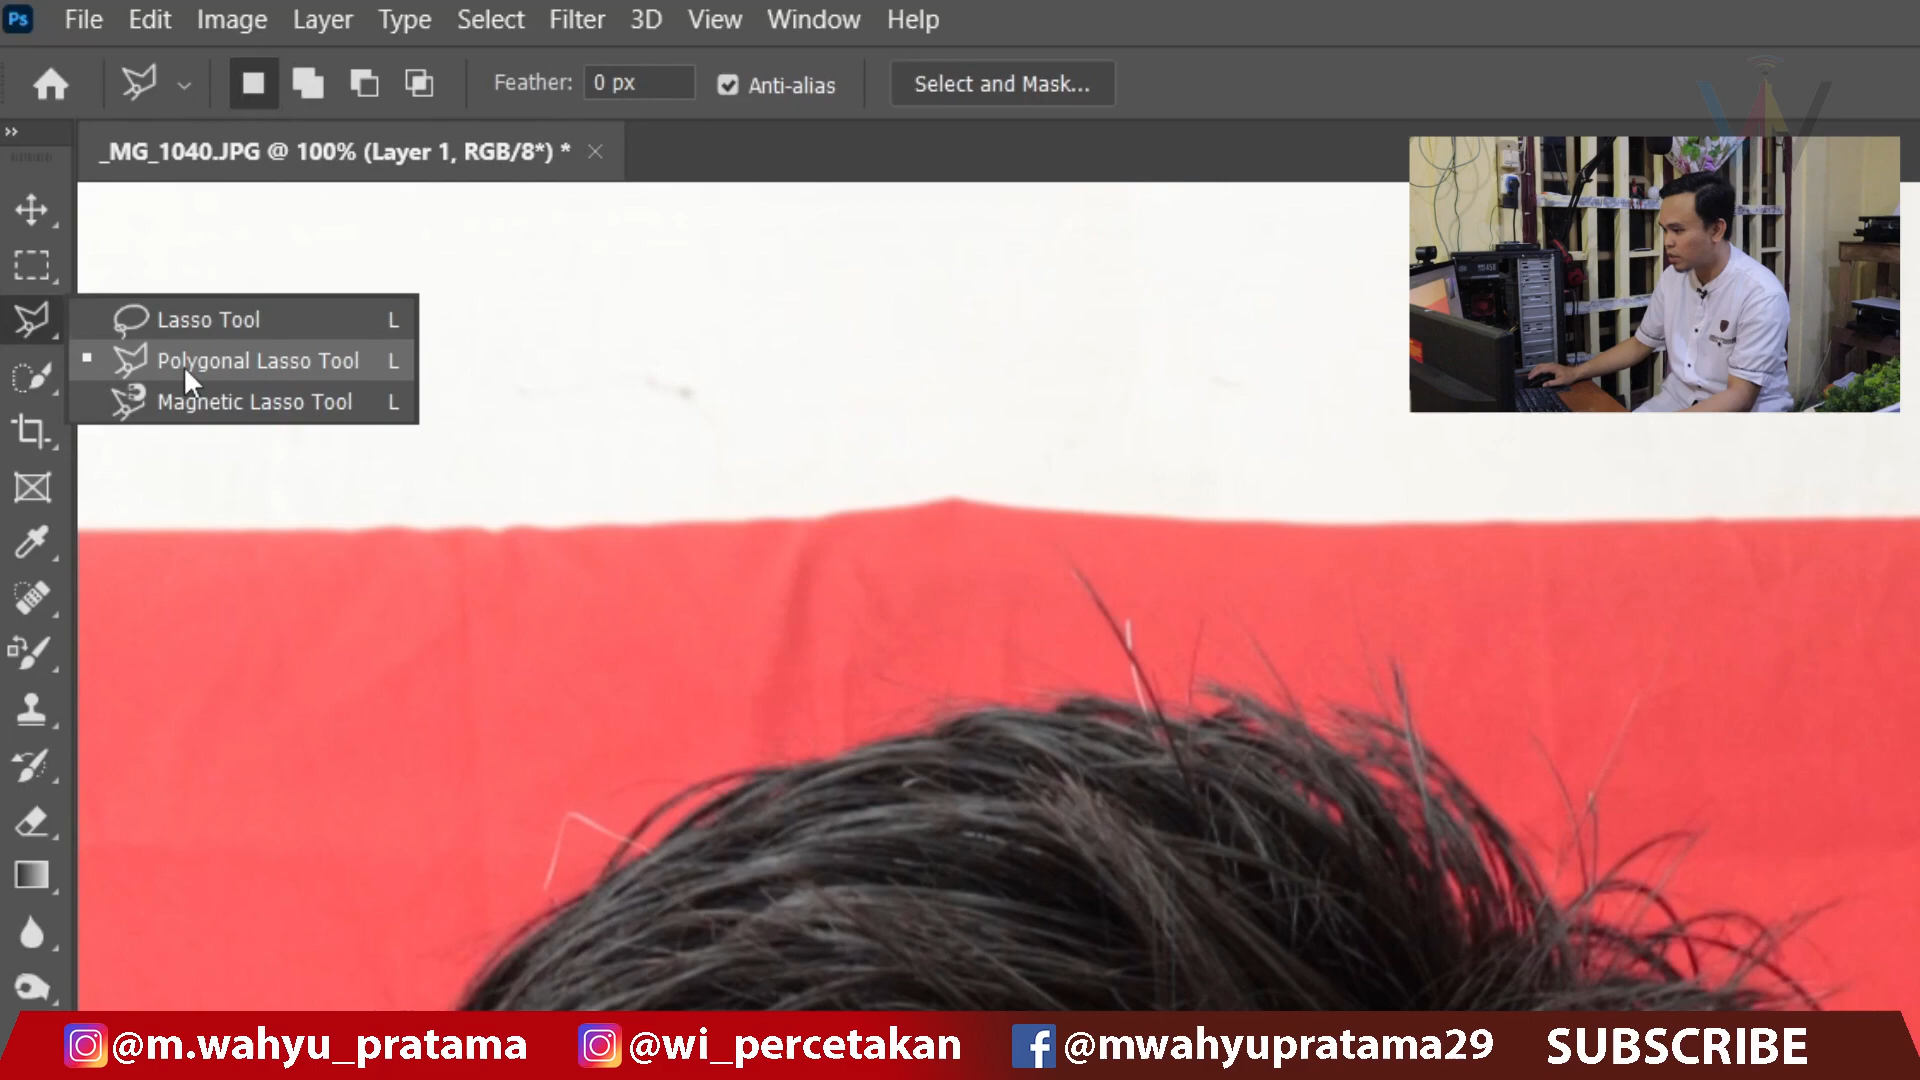 Ps File Edit Image Layer Type Select Filter 3D View Window Help
Feather: 0 px Anti-alias Select and Mask...
_MG_1040.JPG @ 100% (Layer 1, RGB/8*) *
Lasso Tool L
Polygonal Lasso Tool L
Magnetic Lasso Tool L
@m.wahyu_pratama @wi_percetakan @mwahyupratama29 SUBSCRIBE